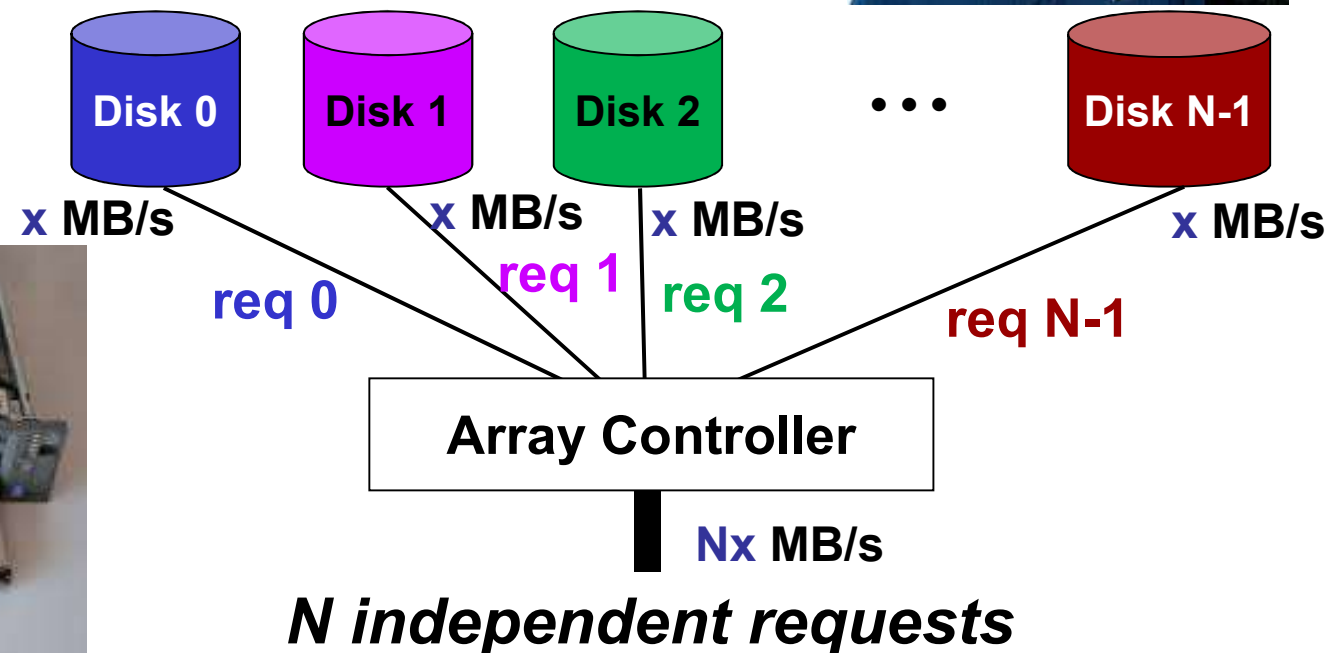 Disk 0
Disk 1
Disk 2
• • •
Disk N-1
x MB/s
x MB/s
x MB/s
x MB/s
req 0
req 1
req 2
req N-1
Array Controller
Nx MB/s
N independent requests